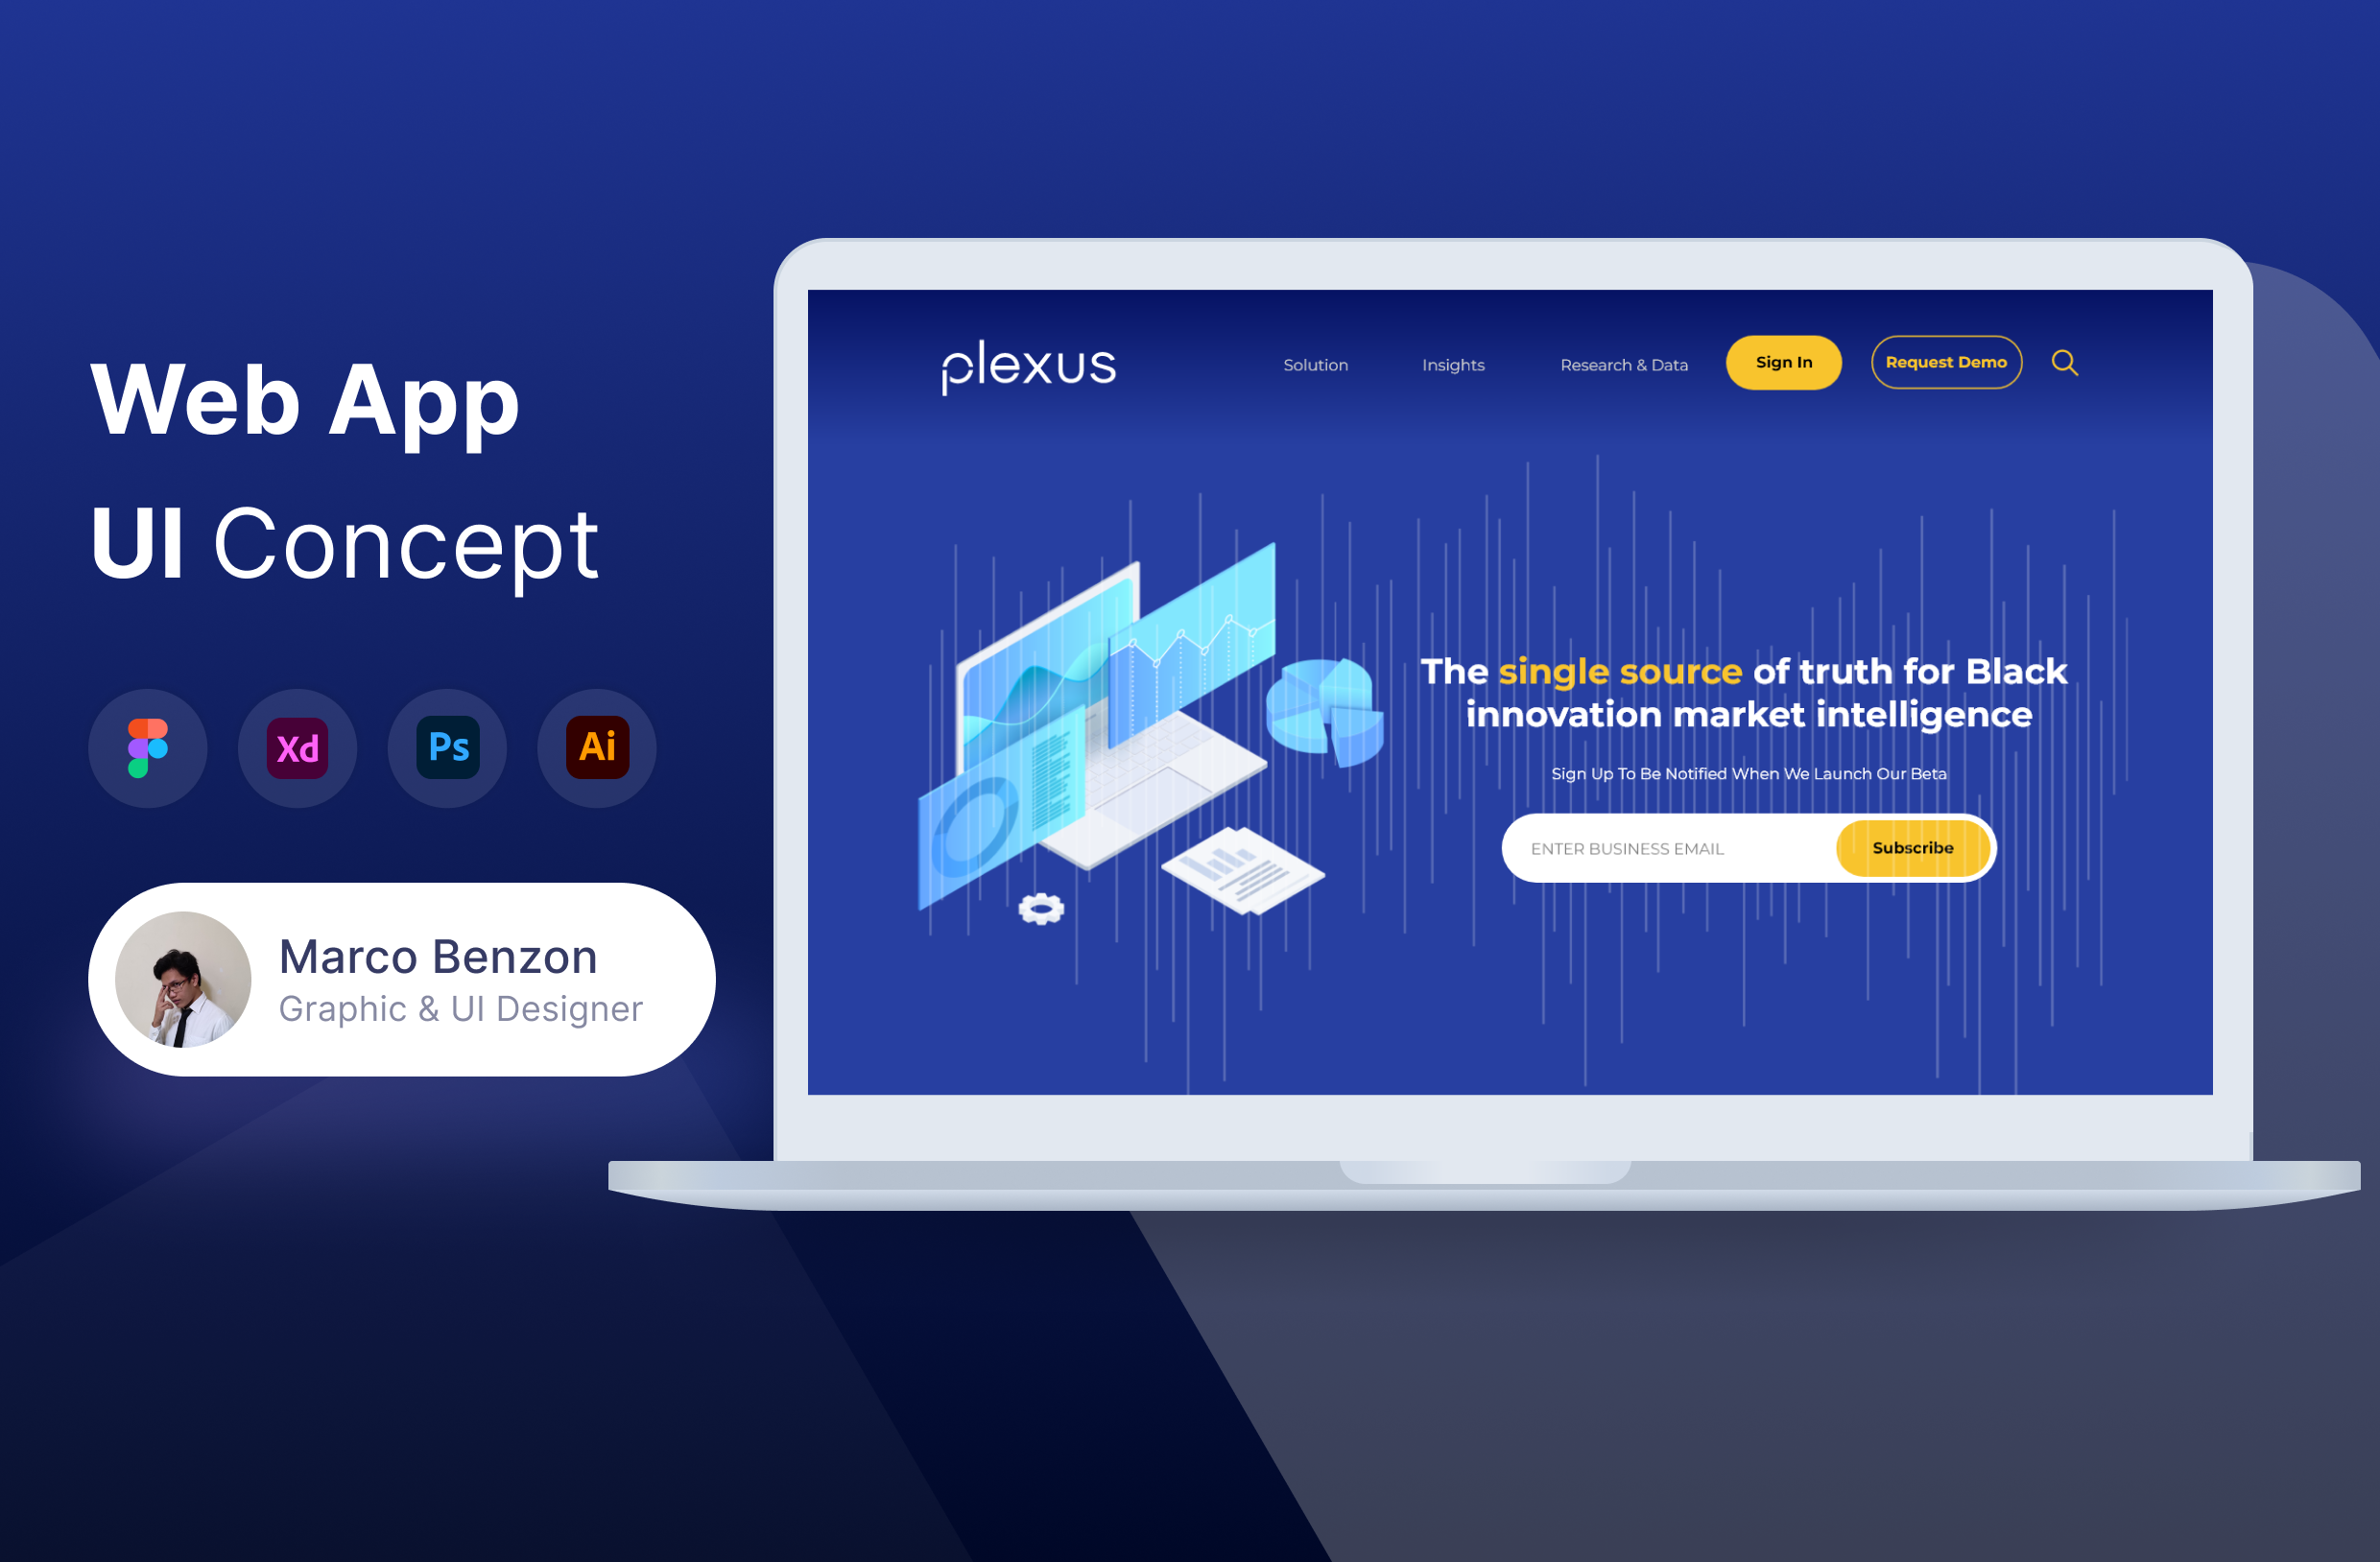 Web App
UI Concept
Xd
Ps
Ai
Marco Benzon
Graphic & UI Designer
plexus
Solution
Insights
Research & Data
Sign In
Request Demo
The single source of truth for Black
innovation market intelligence
Sign Up To Be Notified When We Launch Our Beta
ENTER BUSINESS EMAIL
Subscribe